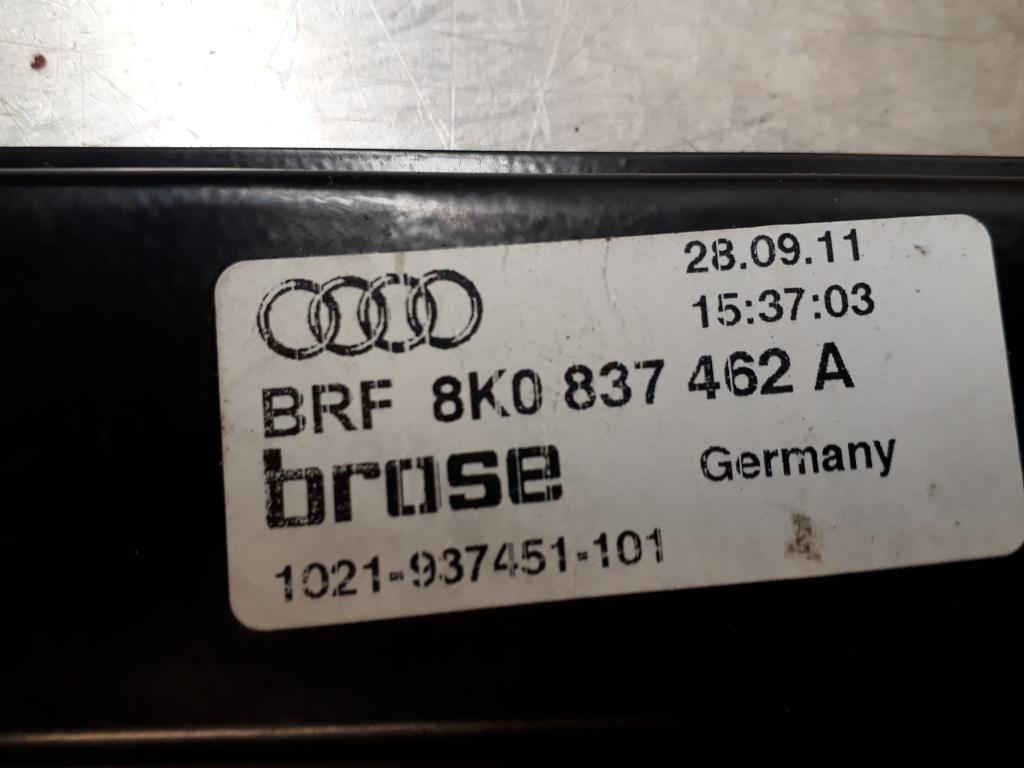 28.09.11
15:37:03
BRF 8K0 837 462 A
brose Germany
1021-937451-101